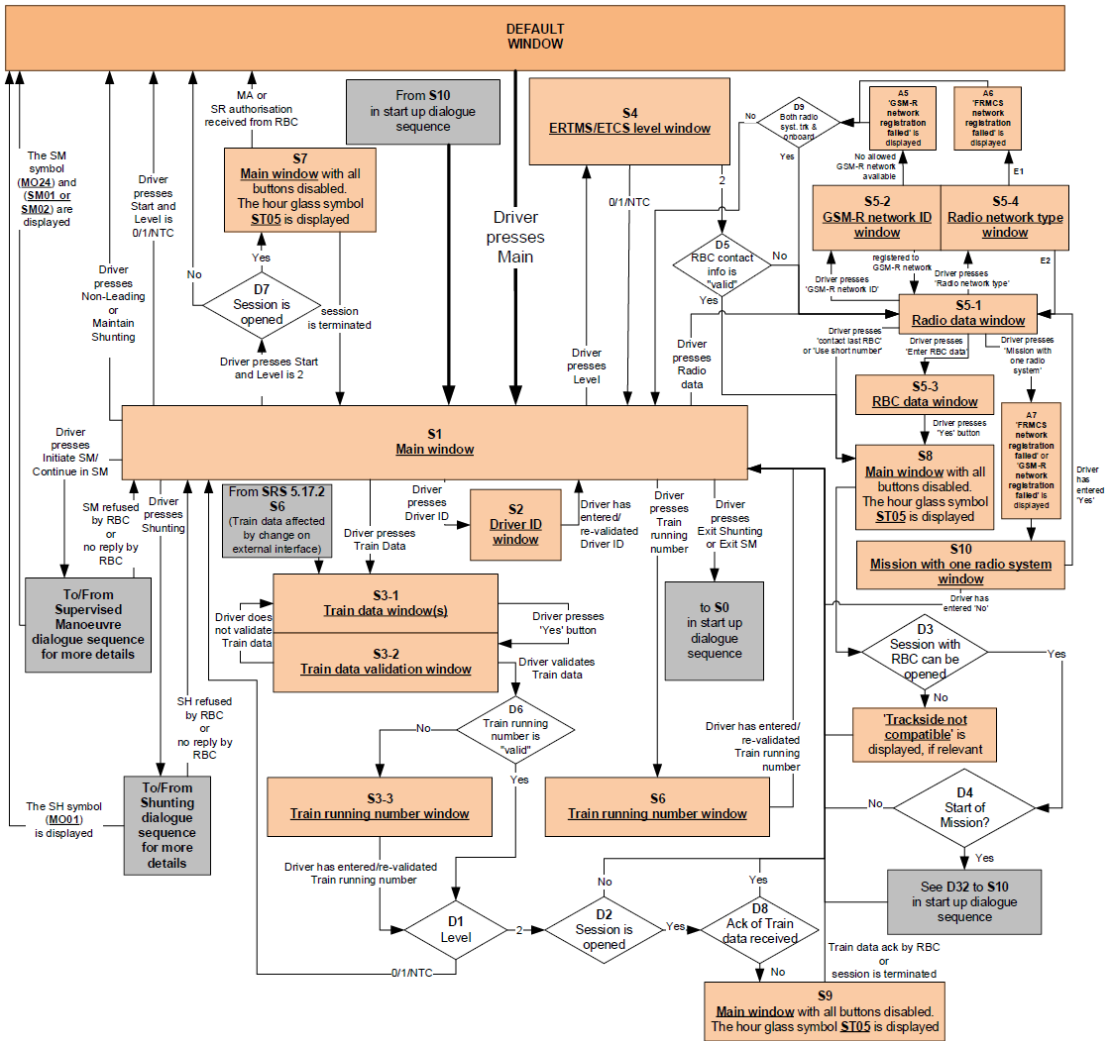 DEFAULT
WINDOW
MA or
SR authorisation
received from RBC
From S10
in start up dialogue
sequence
S4
ERTMS/ETCS level window
D9
Both radio
syst. trk &
onboard
No
Yes
A5
'GSM-R
network
registration
failed' is
displayed
A6
'FRMCS
network
registration
failed' is
displayed
No allowed
GSM-R network
available
E1
The SM
symbol
(MO24) and
(SM01 or
SM02) are
displayed
Driver
presses
Start and
Level is
0/1/NTC
S7
Main window with all
buttons disabled.
The hour glass symbol
ST05 is displayed
2
0/1/NTC
S5-2
GSM-R network ID
window
S5-4
Radio network type
window
Driver
presses
Main
D5
RBC contact
info is
"valid"
No
Yes
registered to
GSM-R network
E2
Driver presses
'GSM-R network ID'
Driver presses
'Radio network type'
Driver
presses
Non-Leading
or
Maintain
Shunting
No
Yes
D7
Session is
opened
session
is terminated
S5-1
Radio data window
Driver presses
'contact last RBC'
or 'Use short number'
Driver presses
'Enter RBC data'
Driver presses
'Mission with
one radio
system'
Driver presses Start
and Level is 2
Driver
presses
Level
Driver
presses
Radio
data
S5-3
RBC data window
Driver presses
'Yes' button
A7
'FRMCS
network
registration
failed' or
'GSM-R
network
registration
failed' is
displayed
Driver
has
entered
'Yes'
S1
Main window
S8
Main window with all
buttons disabled.
The hour glass symbol
ST05 is displayed
Driver
presses
Initiate SM/
Continue in SM
SM refused
by RBC
or
no reply by
RBC
Driver
presses
Shunting
From SRS 5.17.2
S6
(Train data affected
by change on
external interface)
Driver
presses
Driver ID
Driver
presses
Train Data
S2
Driver ID
window
Driver has
entered/
re-validated
Driver ID
Driver
presses
Train
running
number
Driver
presses
Exit Shunting
or Exit SM
S10
Mission with one radio system
window
Driver has
entered 'No'
To/From
Supervised
Manoeuvre
dialogue sequence
for more details
S3-1
Train data window(s)
S3-2
Train data validation window
Driver does
not validate
Train data
Driver presses
'Yes' button
Driver validates
Train data
to S0
in start up
dialogue
sequence
D3
Session with
RBC can be
opened
Yes
No
SH refused
by RBC
or
no reply by
RBC
D6
Train running
number is
"valid"
No
Yes
'Trackside not
compatible' is
displayed, if relevant
Driver has entered/
re-validated
Train running
number
The SH symbol
(MO01)
is displayed
To/From
Shunting
dialogue
sequence
for more
details
S3-3
Train running number window
S6
Train running number window
D4
Start of
Mission?
No
Yes
Driver has entered/re-validated
Train running number
See D32 to S10
in start up dialogue
sequence
D1
Level
2
0/1/NTC
D2
Session is
opened
No
Yes
D8
Ack of Train
data received
Yes
No
Train data ack by RBC
or
session is terminated
S9
Main window with all buttons disabled.
The hour glass symbol ST05 is displayed